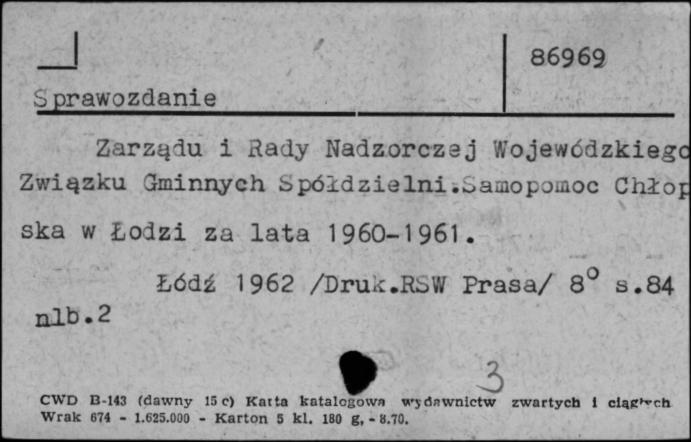 86969
Sprawozdanie
Zarządu i Rady Nadzorczej Wojewódzkiego
Związku Gminnych Spółdzielni.Samopomoc Chłop
ska w Łodzi za lata 1960-1961.
Łódź 1962 /Druk.RSW Prasa/ 8° s.84
nlb.2
3
CWD B-143 (dawny 15 c) Karta katalogowa wydawnictw zwartych i ciągłych
Wrak 674 - 1.625.000 - Karton 5 kl. 180 g, - 8.70.